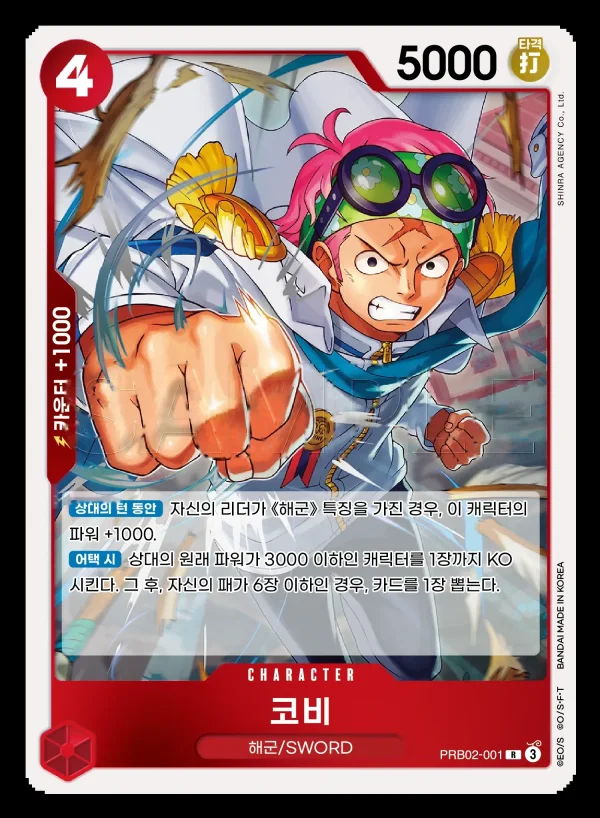 4
5000
타격
打
SHINRA AGENCY Co., Ltd.
카운터 +1000
SAMPLE
상대의 턴 동안 자신의 리더가 《해군》 특징을 가진 경우, 이 캐릭터의
파워 +1000.
어택 시 상대의 원래 파워가 3000 이하인 캐릭터를 1장까지 KO
시킨다. 그 후, 자신의 패가 6장 이하인 경우, 카드를 1장 뽑는다.
CHARACTER
코비
해군/SWORD
PRB02-001 R 3
©E.O/S ©O/S·F·T BANDAI MADE IN KOREA